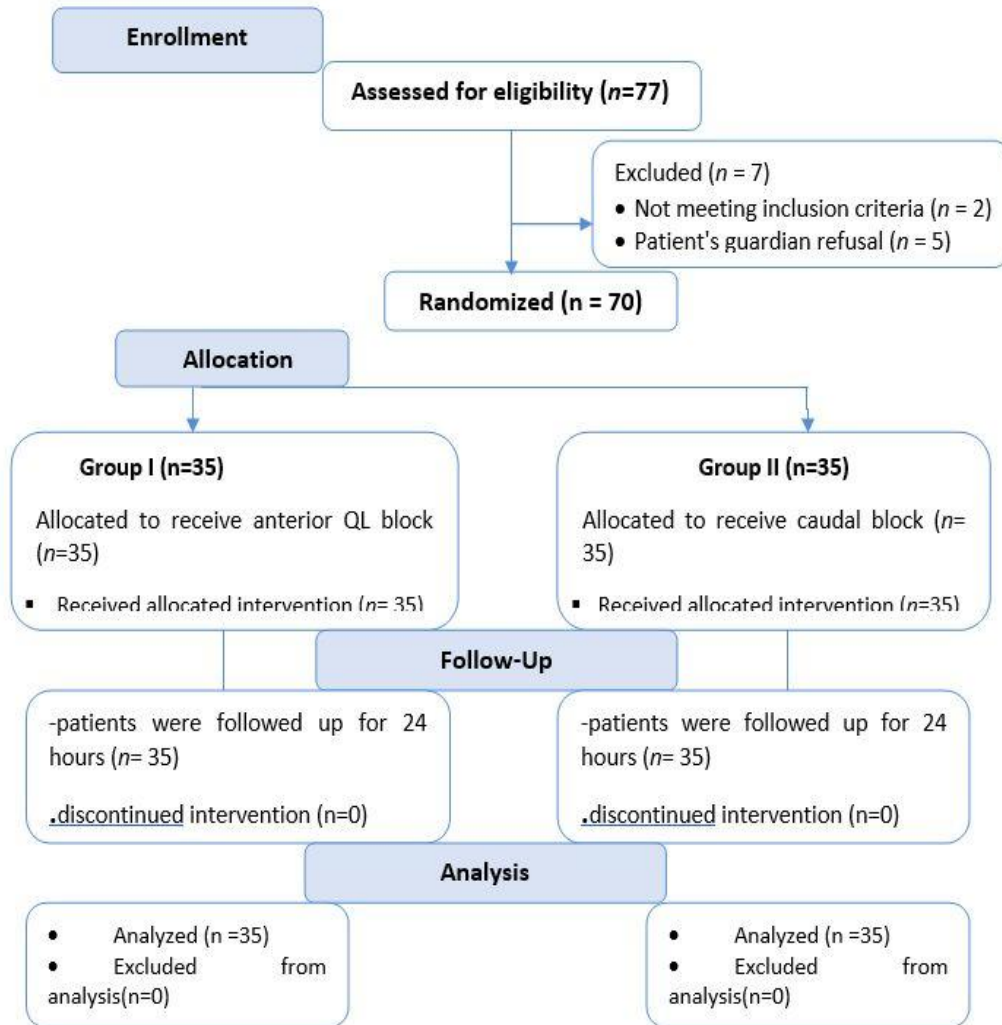 Enrollment
Assessed for eligibility (n=77)
Excluded (n = 7)
• Not meeting inclusion criteria (n = 2)
• Patient's guardian refusal (n = 5)
Randomized (n = 70)
Allocation
Group I (n=35)
Allocated to receive anterior QL block
(n=35)
▪ Received allocated intervention (n= 35)
Group II (n=35)
Allocated to receive caudal block (n=
35)
▪ Received allocated intervention (n=35)
Follow-Up
-patients were followed up for 24
hours (n= 35)
.discontinued intervention (n=0)
-patients were followed up for 24
hours (n= 35)
.discontinued intervention (n=0)
Analysis
• Analyzed (n =35)
• Excluded from
analysis(n=0)
• Analyzed (n =35)
• Excluded from
analysis(n=0)